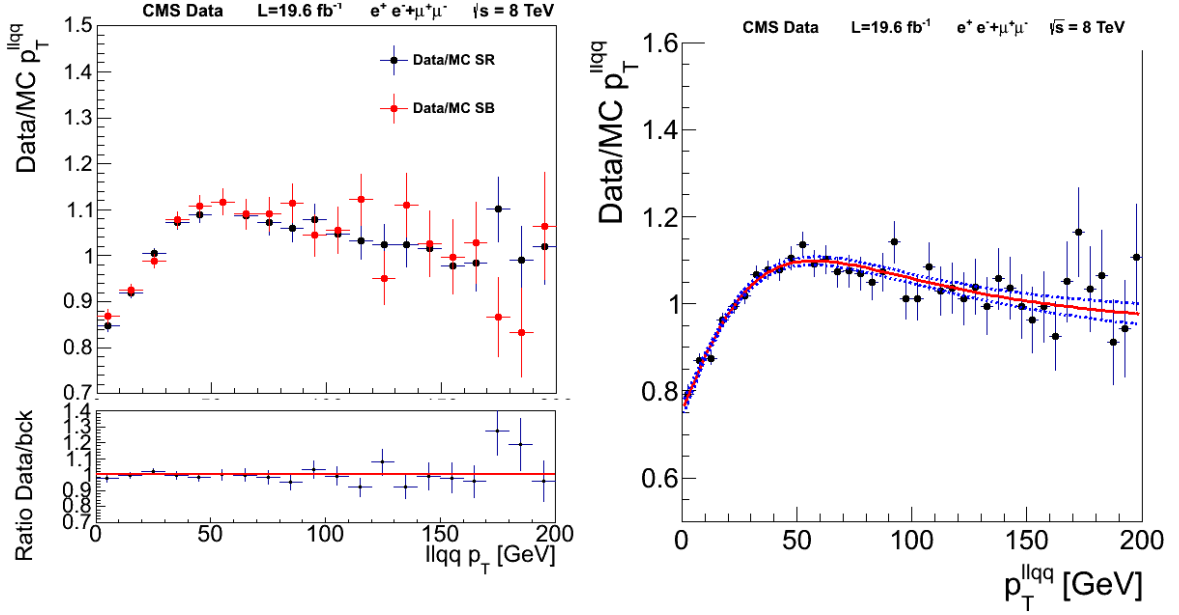 CMS Data L=19.6 fb⁻¹ e⁺ e⁻+μ⁺μ⁻ √s = 8 TeV
Data/MC p_T^llqq
1.5
1.4
1.3
1.2
1.1
1
0.9
0.8
0.7
Data/MC SR
Data/MC SB
Ratio Data/bck
1.4
1.3
1.2
1.1
1
0.9
0.8
0.7
0 50 100 150 200
llqq p_T [GeV]
CMS Data L=19.6 fb⁻¹ e⁺ e⁻+μ⁺μ⁻ √s = 8 TeV
Data/MC p_T^llqq
1.6
1.4
1.2
1
0.8
0.6
0 50 100 150 200
p_T^llqq [GeV]